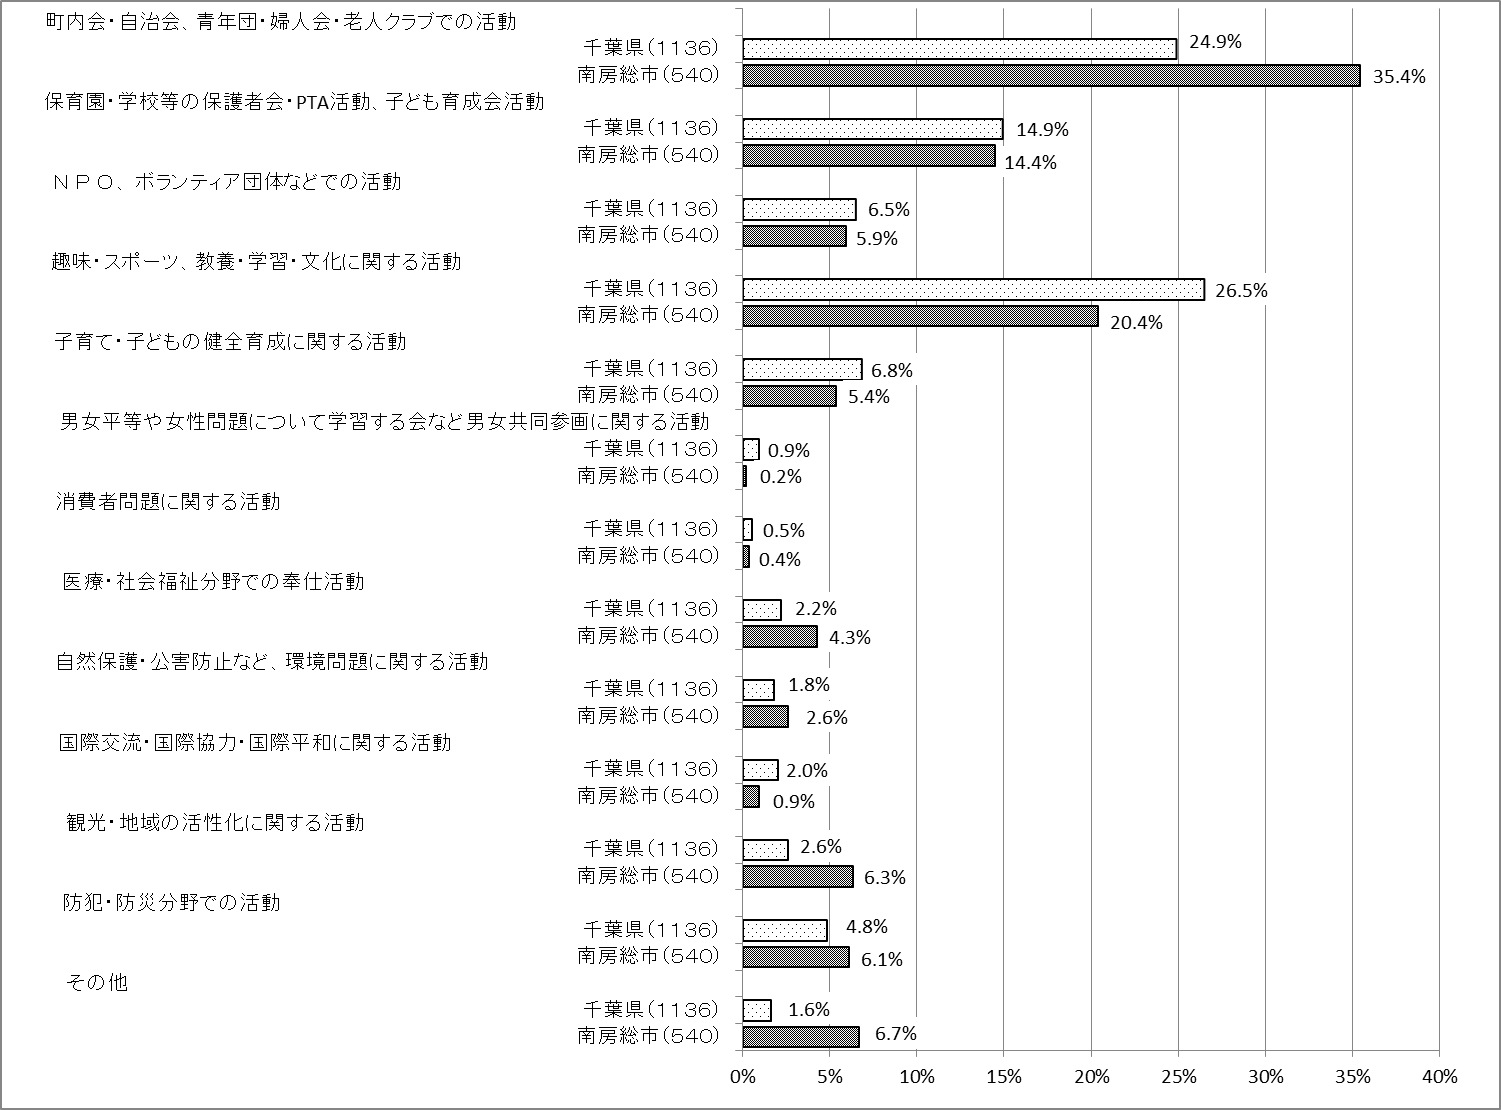 町内会・自治会、青年団・婦人会・老人クラブでの活動
千葉県(1136) 24.9%
南房総市(540) 35.4%
保育園・学校等の保護者会・PTA活動、子ども育成会活動
千葉県(1136) 14.9%
南房総市(540) 14.4%
NPO、ボランティア団体などでの活動
千葉県(1136) 6.5%
南房総市(540) 5.9%
趣味・スポーツ、教養・学習・文化に関する活動
千葉県(1136) 26.5%
南房総市(540) 20.4%
子育て・子どもの健全育成に関する活動
千葉県(1136) 6.8%
南房総市(540) 5.4%
男女平等や女性問題について学習する会など男女共同参画に関する活動
千葉県(1136) 0.9%
南房総市(540) 0.2%
消費者問題に関する活動
千葉県(1136) 0.5%
南房総市(540) 0.4%
医療・社会福祉分野での奉仕活動
千葉県(1136) 2.2%
南房総市(540) 4.3%
自然保護・公害防止など、環境問題に関する活動
千葉県(1136) 1.8%
南房総市(540) 2.6%
国際交流・国際協力・国際平和に関する活動
千葉県(1136) 2.0%
南房総市(540) 0.9%
観光・地域の活性化に関する活動
千葉県(1136) 2.6%
南房総市(540) 6.3%
防犯・防災分野での活動
千葉県(1136) 4.8%
南房総市(540) 6.1%
その他
千葉県(1136) 1.6%
南房総市(540) 6.7%
0% 5% 10% 15% 20% 25% 30% 35% 40%